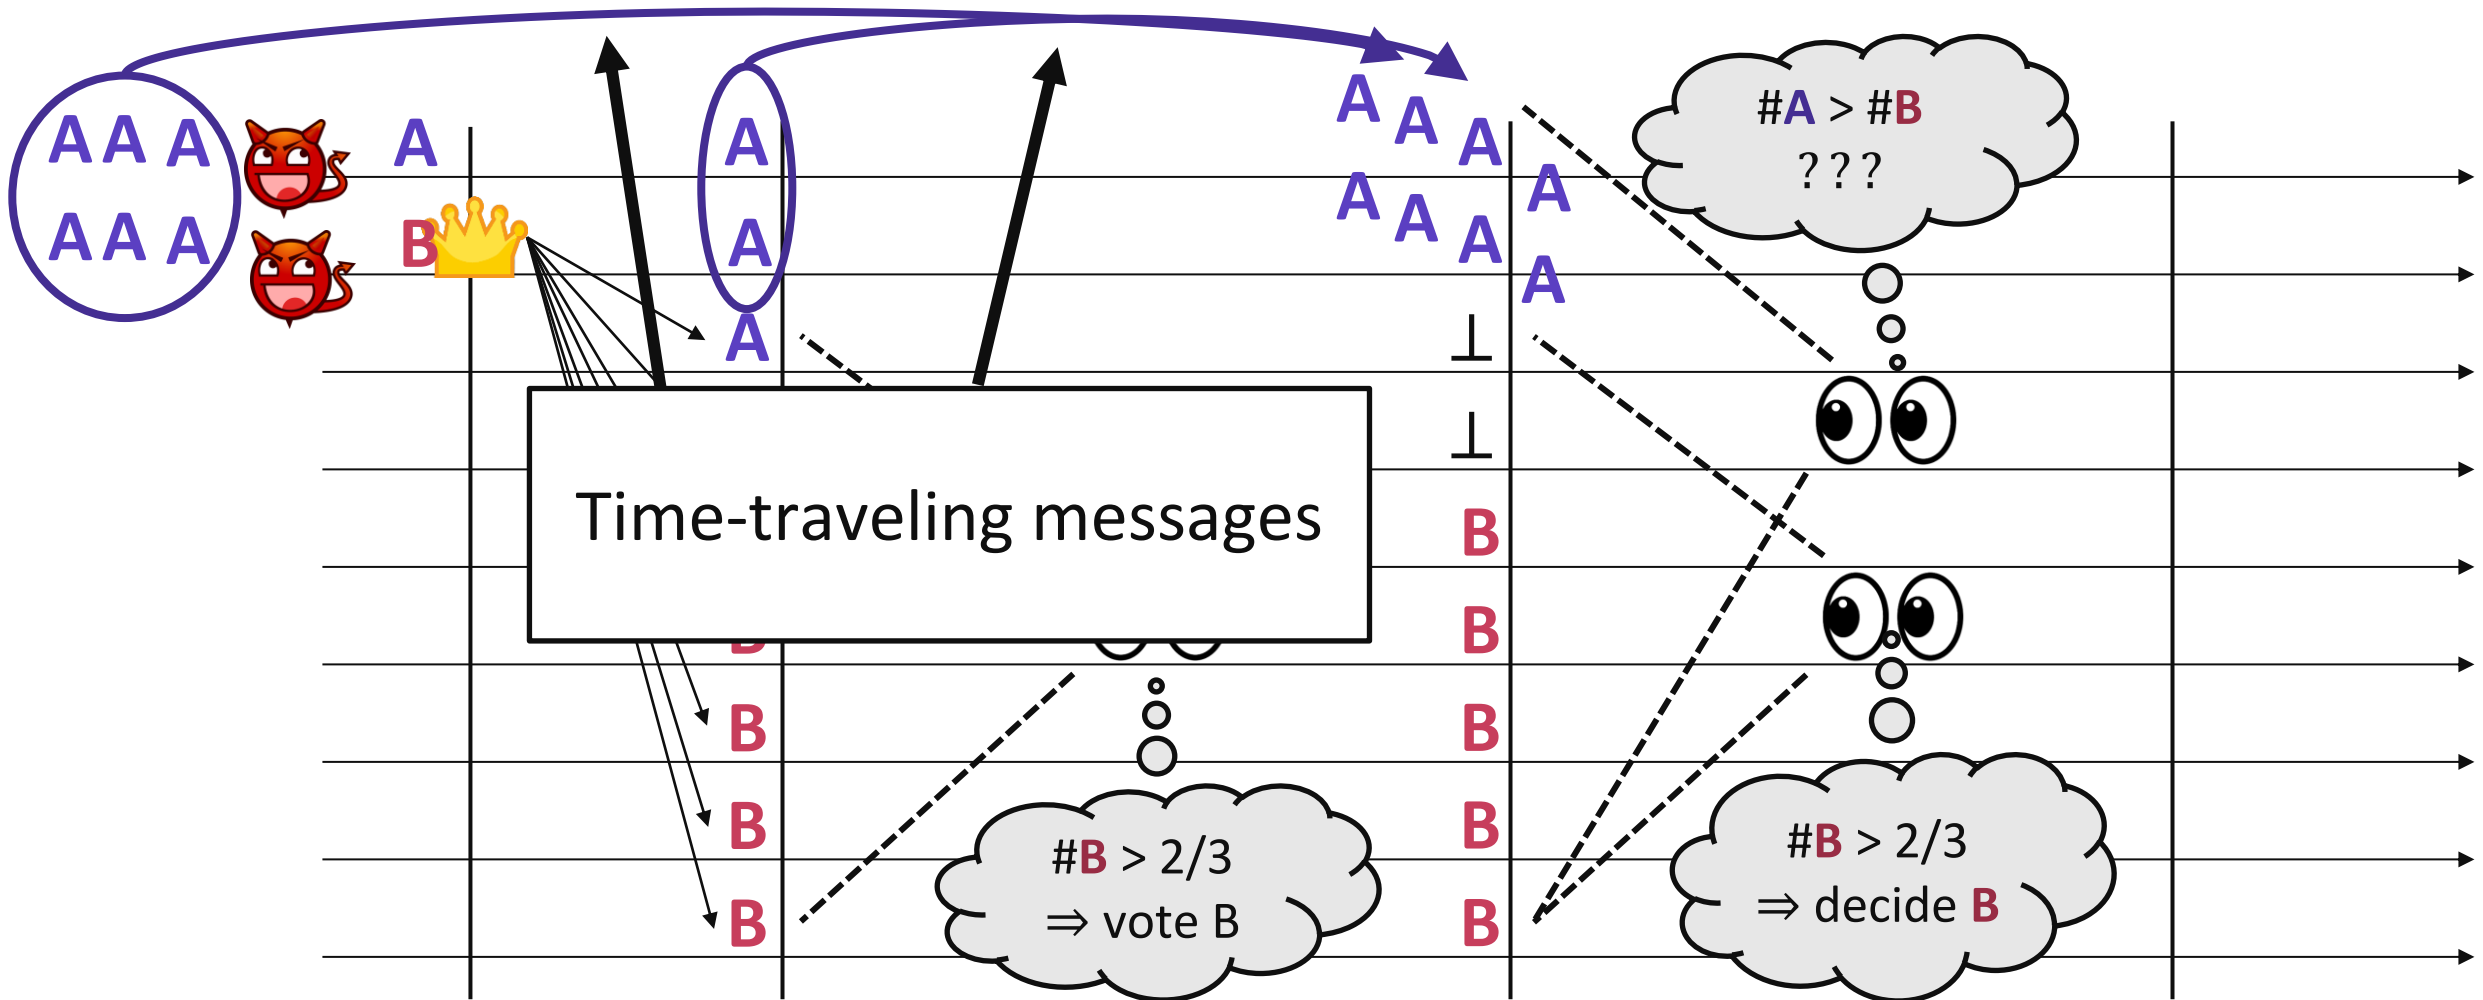 A A A
A A A
A
B
A
A
A
B
B
B
B
A A A
A
A A A
A
⊥
⊥
B
B
B
B
B
#A > #B
???
Time-traveling messages
#B > 2/3
⇒ vote B
#B > 2/3
⇒ decide B